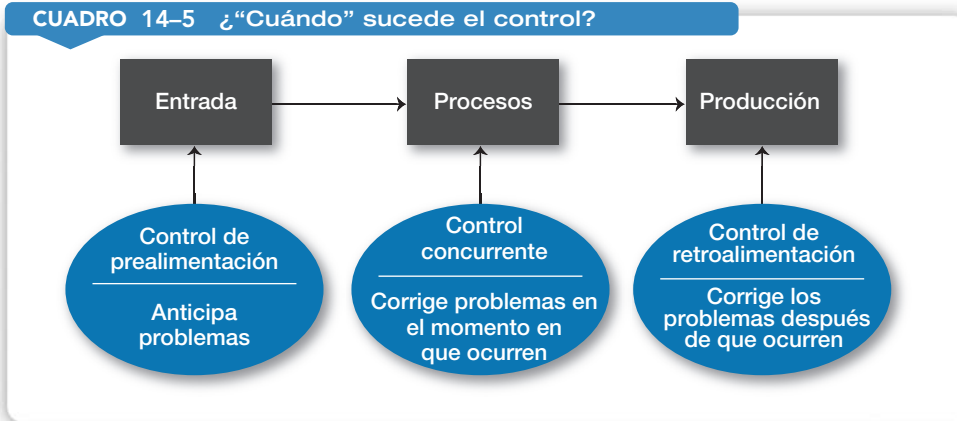 CUADRO 14–5 ¿“Cuándo” sucede el control?
Entrada
Procesos
Producción
Control de
prealimentación
Anticipa
problemas
Control
concurrente
Corrige problemas en
el momento en
que ocurren
Control de
retroalimentación
Corrige los
problemas después
de que ocurren